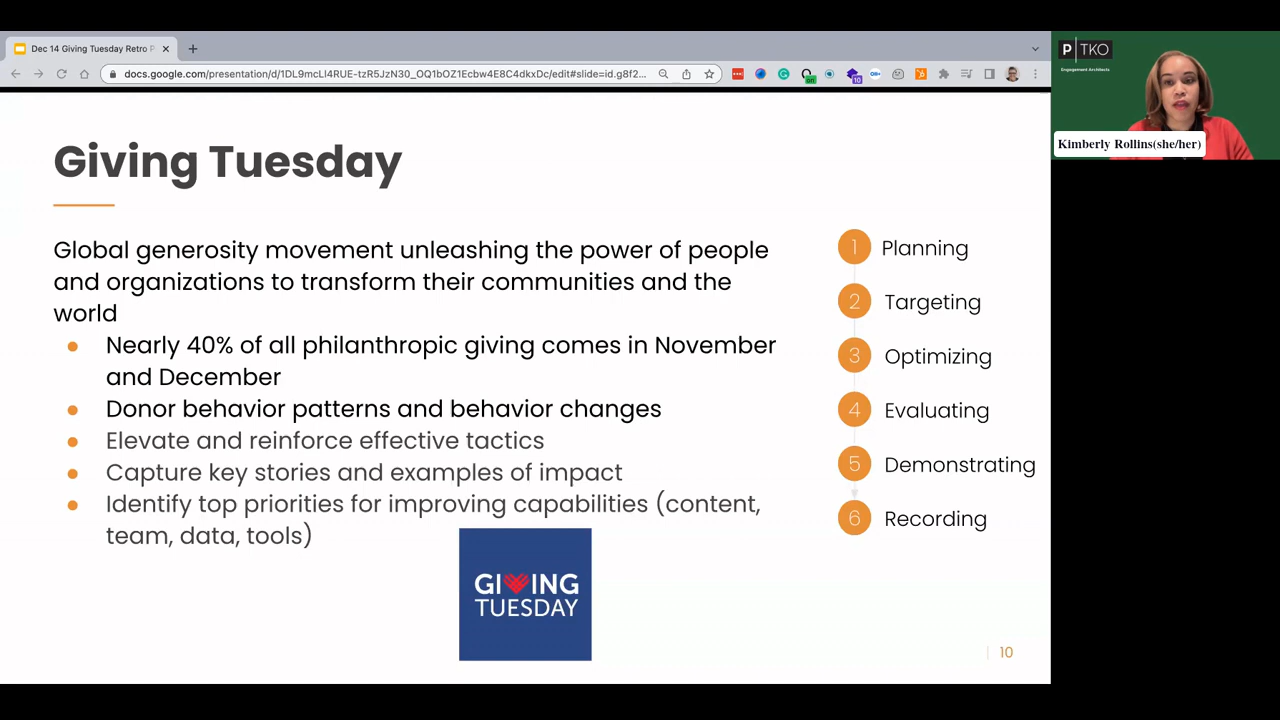 Dec 14 Giving Tuesday Retro P
docs.google.com/presentation/d/1DL9mcLI4RUE-tzR5JzhN0_OQ1bOZ1Ecbw4E8C4dkxDc/edit#slide=id.g8f2...
P TKO
Engagement Architects
Kimberly Rollins(she/her)
Giving Tuesday
Global generosity movement unleashing the power of people
and organizations to transform their communities and the
world
● Nearly 40% of all philanthropic giving comes in November
and December
● Donor behavior patterns and behavior changes
● Elevate and reinforce effective tactics
● Capture key stories and examples of impact
● Identify top priorities for improving capabilities (content,
team, data, tools)
1 Planning
2 Targeting
3 Optimizing
4 Evaluating
5 Demonstrating
6 Recording
GIVING
TUESDAY
10